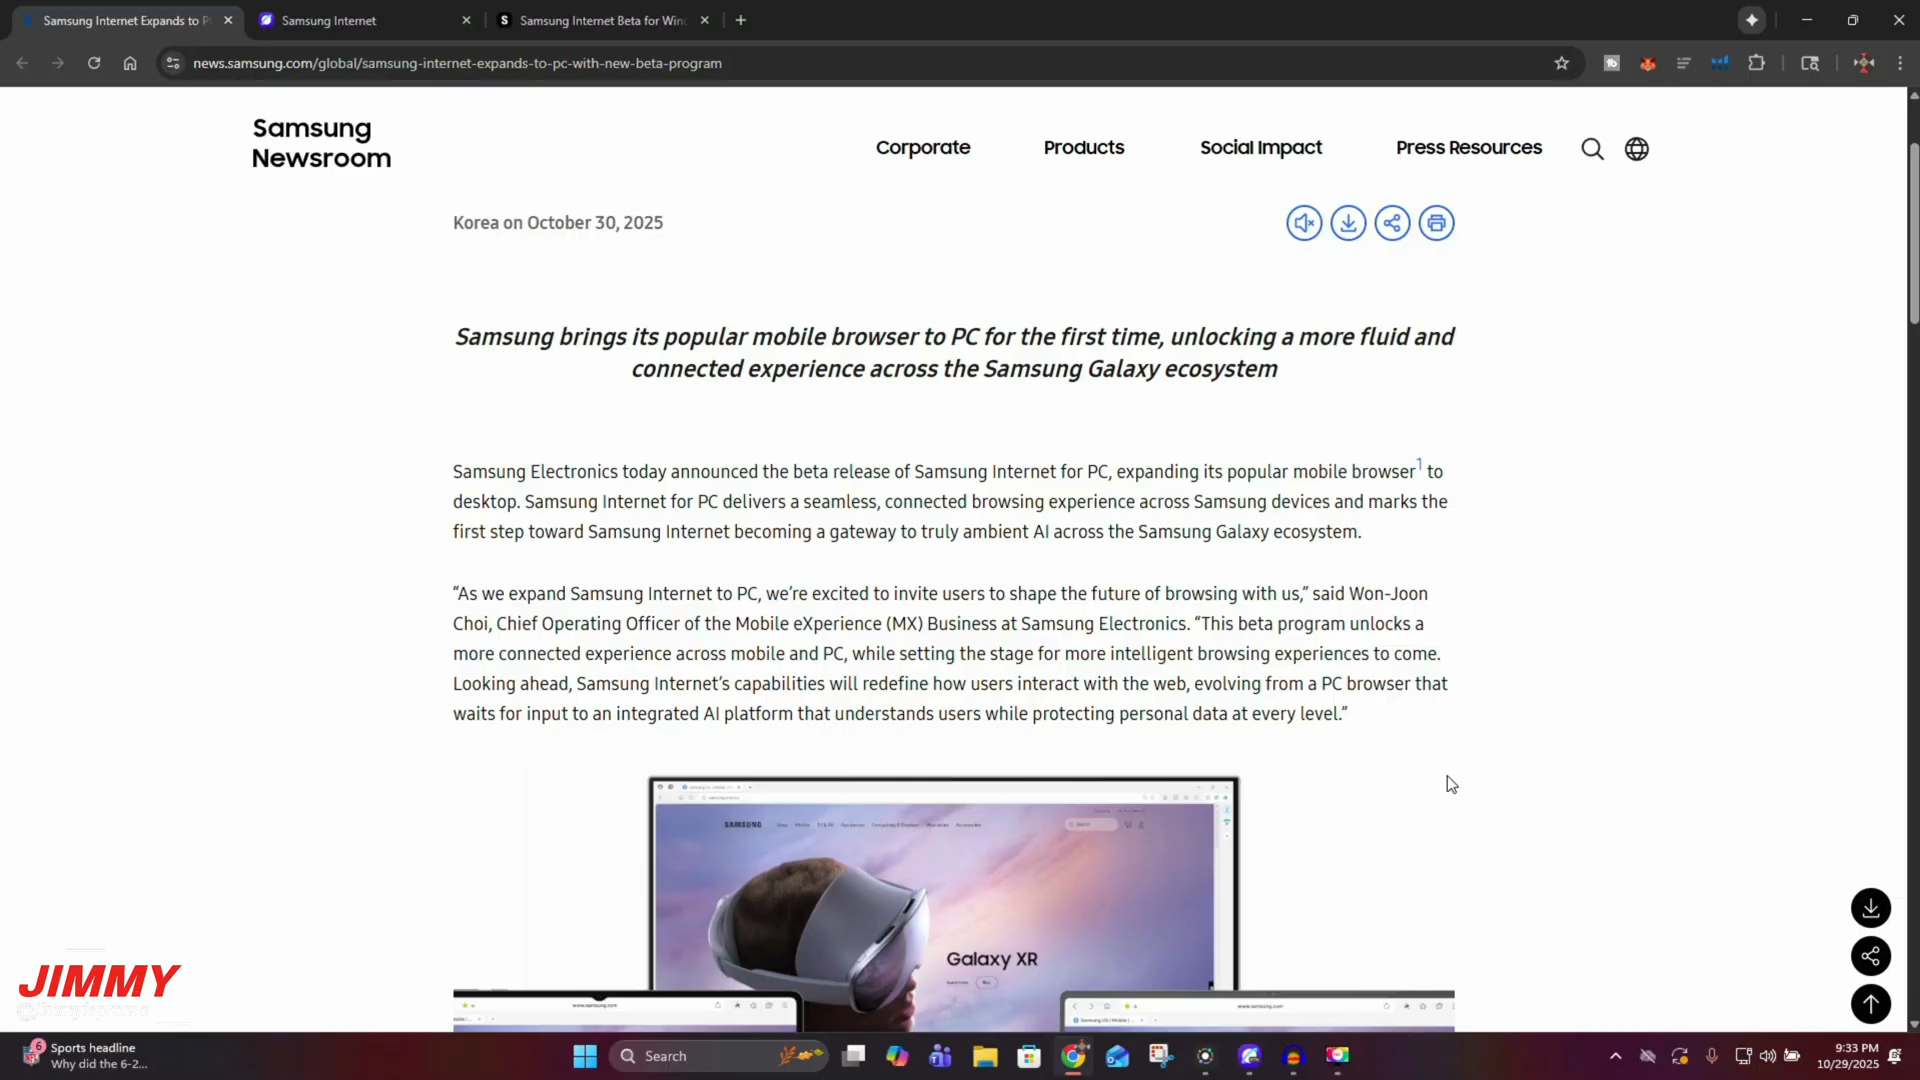 Samsung Internet Expands to P
Samsung Internet
Samsung Internet Beta for Win
news.samsung.com/global/samsung-internet-expands-to-pc-with-new-beta-program
Samsung
Newsroom
Corporate
Products
Social Impact
Press Resources
Korea on October 30, 2025
Samsung brings its popular mobile browser to PC for the first time, unlocking a more fluid and
connected experience across the Samsung Galaxy ecosystem
Samsung Electronics today announced the beta release of Samsung Internet for PC, expanding its popular mobile browser1 to
desktop. Samsung Internet for PC delivers a seamless, connected browsing experience across Samsung devices and marks the
first step toward Samsung Internet becoming a gateway to truly ambient AI across the Samsung Galaxy ecosystem.
“As we expand Samsung Internet to PC, we’re excited to invite users to shape the future of browsing with us,” said Won-Joon
Choi, Chief Operating Officer of the Mobile eXperience (MX) Business at Samsung Electronics. “This beta program unlocks a
more connected experience across mobile and PC, while setting the stage for more intelligent browsing experiences to come.
Looking ahead, Samsung Internet’s capabilities will redefine how users interact with the web, evolving from a PC browser that
waits for input to an integrated AI platform that understands users while protecting personal data at every level.”
SAMSUNG
Galaxy XR
www.samsung.com
www.samsung.com
JIMMY
Sports headline
Why did the 6-2...
Search
9:33 PM
10/29/2025